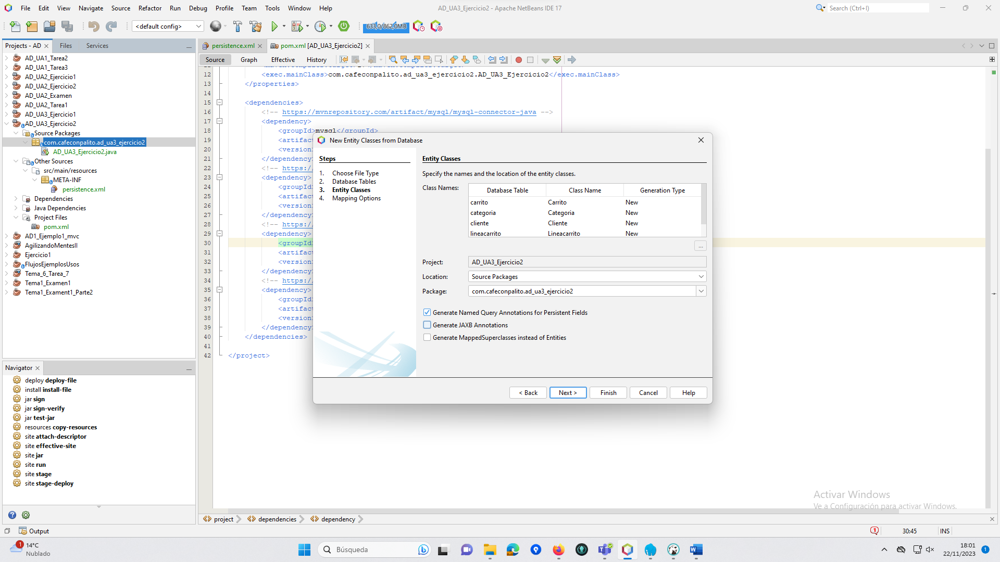 File Edit View Navigate Source Refactor Run Debug Profile Team Tools Window Help
AD_UA3_Ejercicio2 - Apache NetBeans IDE 17
Search (Ctrl+I)
<default config>
633,0/862,0MB
Projects - AD
Files
Services
persistence.xml
pom.xml [AD_UA3_Ejercicio2]
Source Graph Effective History
AD_UA1_Tarea2
AD_UA1_Tarea3
AD_UA2_Ejercicio1
AD_UA2_Ejercicio2
AD_UA2_Examen
AD_UA2_Tarea1
AD_UA3_Ejercicio1
AD_UA3_Ejercicio2
Source Packages
com.cafeconpalito.ad_ua3_ejercicio2
AD_UA3_Ejercicio2.java
Other Sources
src/main/resources
META-INF
persistence.xml
Dependencies
Java Dependencies
Project Files
pom.xml
AD1_Ejemplo1_mvc
AgilizandoMentesII
Ejercicio1
FlujosEjemplosUsos
Tema_6_Tarea_7
Tema1_Examen1
Tema1_Exament1_Parte2
12 <exec.mainClass>com.cafeconpalito.ad_ua3_ejercicio2.AD_UA3_Ejercicio2</exec.mainClass>
13 </properties>
14
15 <dependencies>
16 <!-- https://mvnrepository.com/artifact/mysql/mysql-connector-java -->
17 <dependency>
18 <groupId>mysql</groupId>
19 <artifact
20 <version
21 </dependency
22 <!-- https://
23 <dependency>
24 <groupId
25 <artifact
26 <version
27 </dependency
28 <!-- https://
29 <dependency>
30 <groupId
31 <artifact
32 <version
33 </dependency
34 <!-- https://
35 <dependency>
36 <groupId
37 <artifact
38 <version
39 </dependency
40 </dependencies>
41
42 </project>
New Entity Classes from Database
Steps
1. Choose File Type
2. Database Tables
3. Entity Classes
4. Mapping Options
Entity Classes
Specify the names and the location of the entity classes.
Class Names:
Database Table Class Name Generation Type
carrito Carrito New
categoria Categoria New
cliente Cliente New
lineacarrito Lineacarrito New
...
Project: AD_UA3_Ejercicio2
Location: Source Packages
Package: com.cafeconpalito.ad_ua3_ejercicio2
Generate Named Query Annotations for Persistent Fields
Generate JAXB Annotations
Generate MappedSuperclasses instead of Entities
< Back Next > Finish Cancel Help
Navigator
deploy deploy-file
install install-file
jar sign
jar sign-verify
jar test-jar
resources copy-resources
site attach-descriptor
site effective-site
site jar
site run
site stage
site stage-deploy
Activar Windows
Ve a Configuración para activar Windows.
project dependencies dependency
Output
1
30:45
INS
1
14°C
Nublado
Búsqueda
18:01
22/11/2023
1